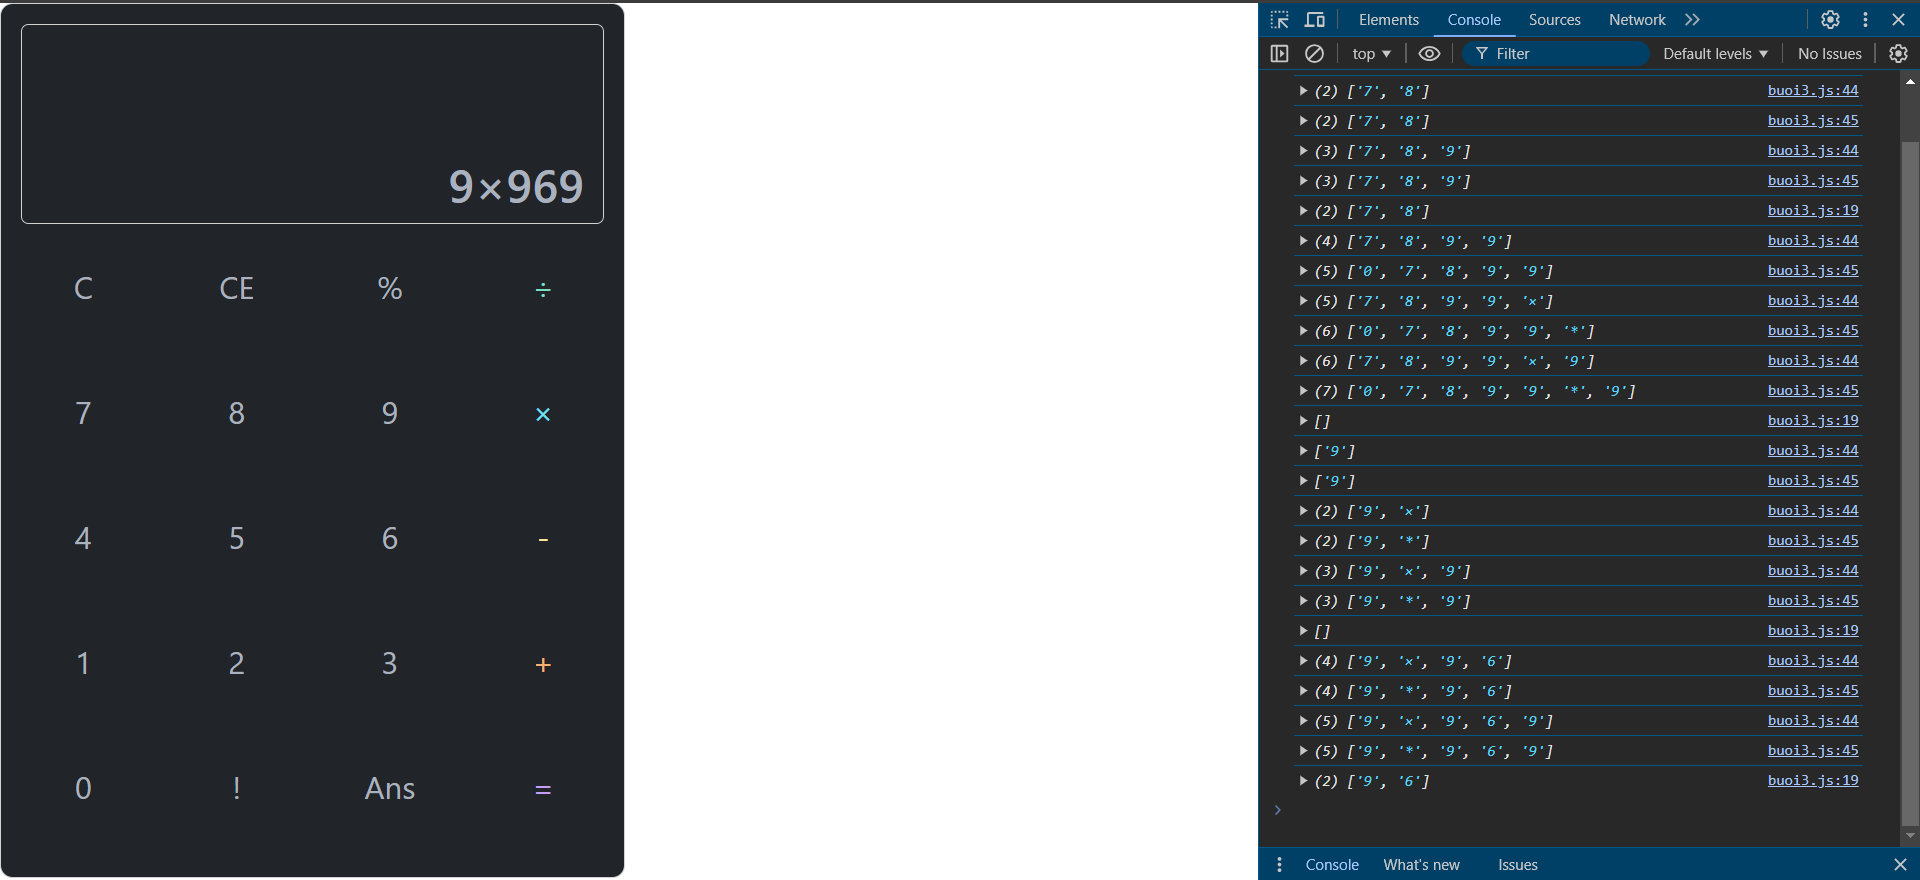 9×969
C CE % ÷
7 8 9 ×
4 5 6 -
1 2 3 +
0 ! Ans =
Elements Console Sources Network
top Filter Default levels No Issues
(2) ['7', '8'] buoi3.js:44
(2) ['7', '8'] buoi3.js:45
(3) ['7', '8', '9'] buoi3.js:44
(3) ['7', '8', '9'] buoi3.js:45
(2) ['7', '8'] buoi3.js:19
(4) ['7', '8', '9', '9'] buoi3.js:44
(5) ['0', '7', '8', '9', '9'] buoi3.js:45
(5) ['7', '8', '9', '9', '×'] buoi3.js:44
(6) ['0', '7', '8', '9', '9', '*'] buoi3.js:45
(6) ['7', '8', '9', '9', '×', '9'] buoi3.js:44
(7) ['0', '7', '8', '9', '9', '*', '9'] buoi3.js:45
[] buoi3.js:19
['9'] buoi3.js:44
['9'] buoi3.js:45
(2) ['9', '×'] buoi3.js:44
(2) ['9', '*'] buoi3.js:45
(3) ['9', '×', '9'] buoi3.js:44
(3) ['9', '*', '9'] buoi3.js:45
[] buoi3.js:19
(4) ['9', '×', '9', '6'] buoi3.js:44
(4) ['9', '*', '9', '6'] buoi3.js:45
(5) ['9', '×', '9', '6', '9'] buoi3.js:44
(5) ['9', '*', '9', '6', '9'] buoi3.js:45
(2) ['9', '6'] buoi3.js:19
Console What's new Issues